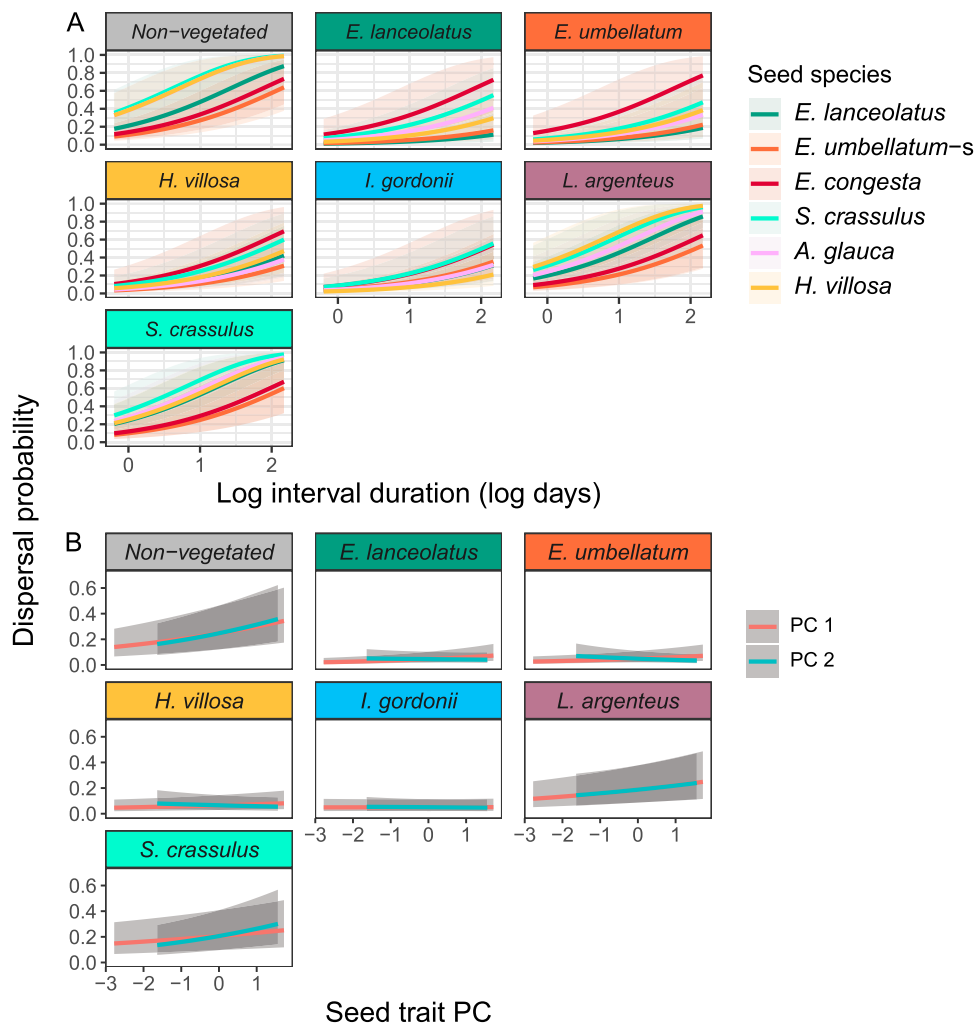 A
Non−vegetated
E. lanceolatus
E. umbellatum
1.0
0.8
0.6
0.4
0.2
0.0
H. villosa
I. gordonii
L. argenteus
1.0
0.8
0.6
0.4
0.2
0.0
0 1 2
0 1 2
S. crassulus
1.0
0.8
0.6
0.4
0.2
0.0
0 1 2
Log interval duration (log days)
Dispersal probability
Seed species
E. lanceolatus
E. umbellatum−s
E. congesta
S. crassulus
A. glauca
H. villosa
B
Non−vegetated
E. lanceolatus
E. umbellatum
0.6
0.4
0.2
0.0
H. villosa
I. gordonii
L. argenteus
0.6
0.4
0.2
0.0
−3 −2 −1 0 1
−3 −2 −1 0 1
S. crassulus
0.6
0.4
0.2
0.0
−3 −2 −1 0 1
Seed trait PC
PC 1
PC 2